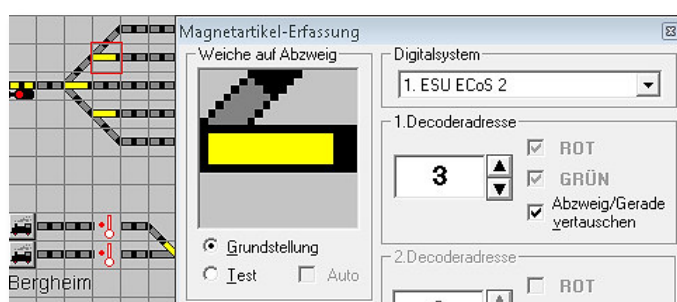 Magnetartikel-Erfassung
Weiche auf Abzweig
Digitalsystem
1. ESU ECoS 2
1.Decoderadresse
3
ROT
GRÜN
Abzweig/Gerade
vertauschen
Grundstellung
Test
Auto
2.Decoderadresse
ROT
Bergheim